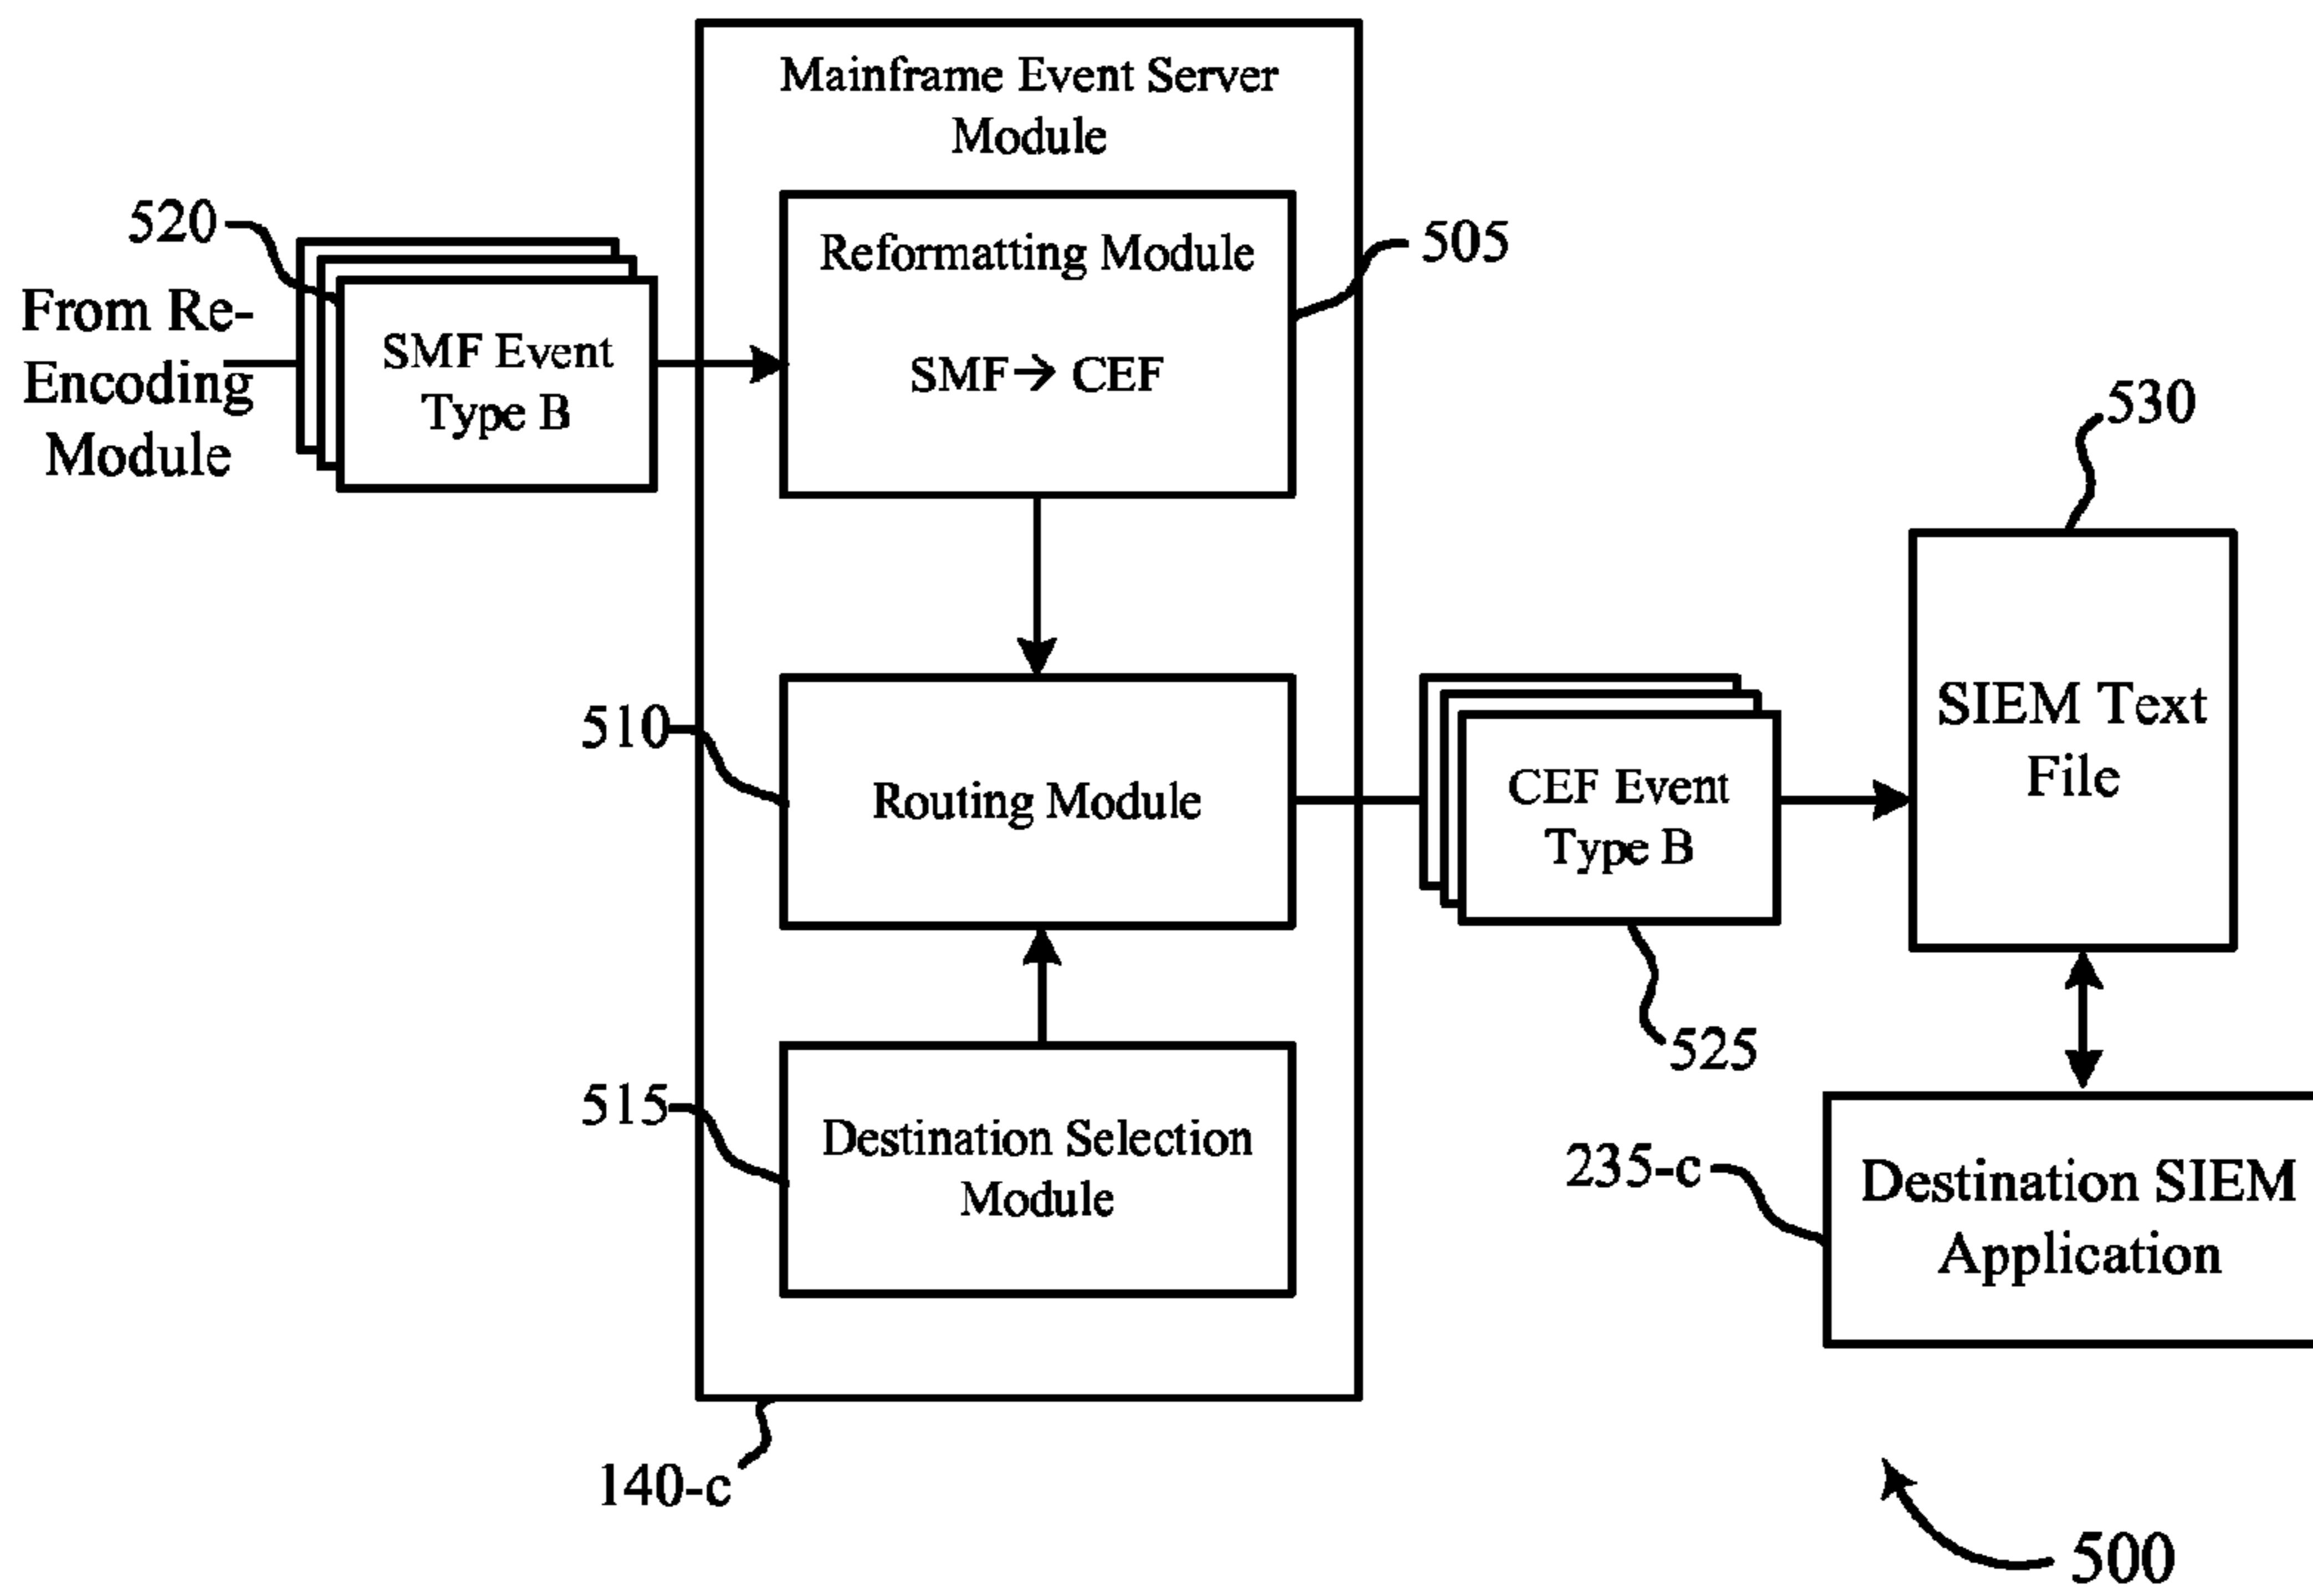 Mainframe Event Server
Module
520
From Re-
Encoding
Module
SMF Event
Type B
Reformatting Module
SMF→ CEF
505
530
510
Routing Module
CEF Event
Type B
SIEM Text
File
525
515
Destination Selection
Module
235-c
Destination SIEM
Application
140-c
500